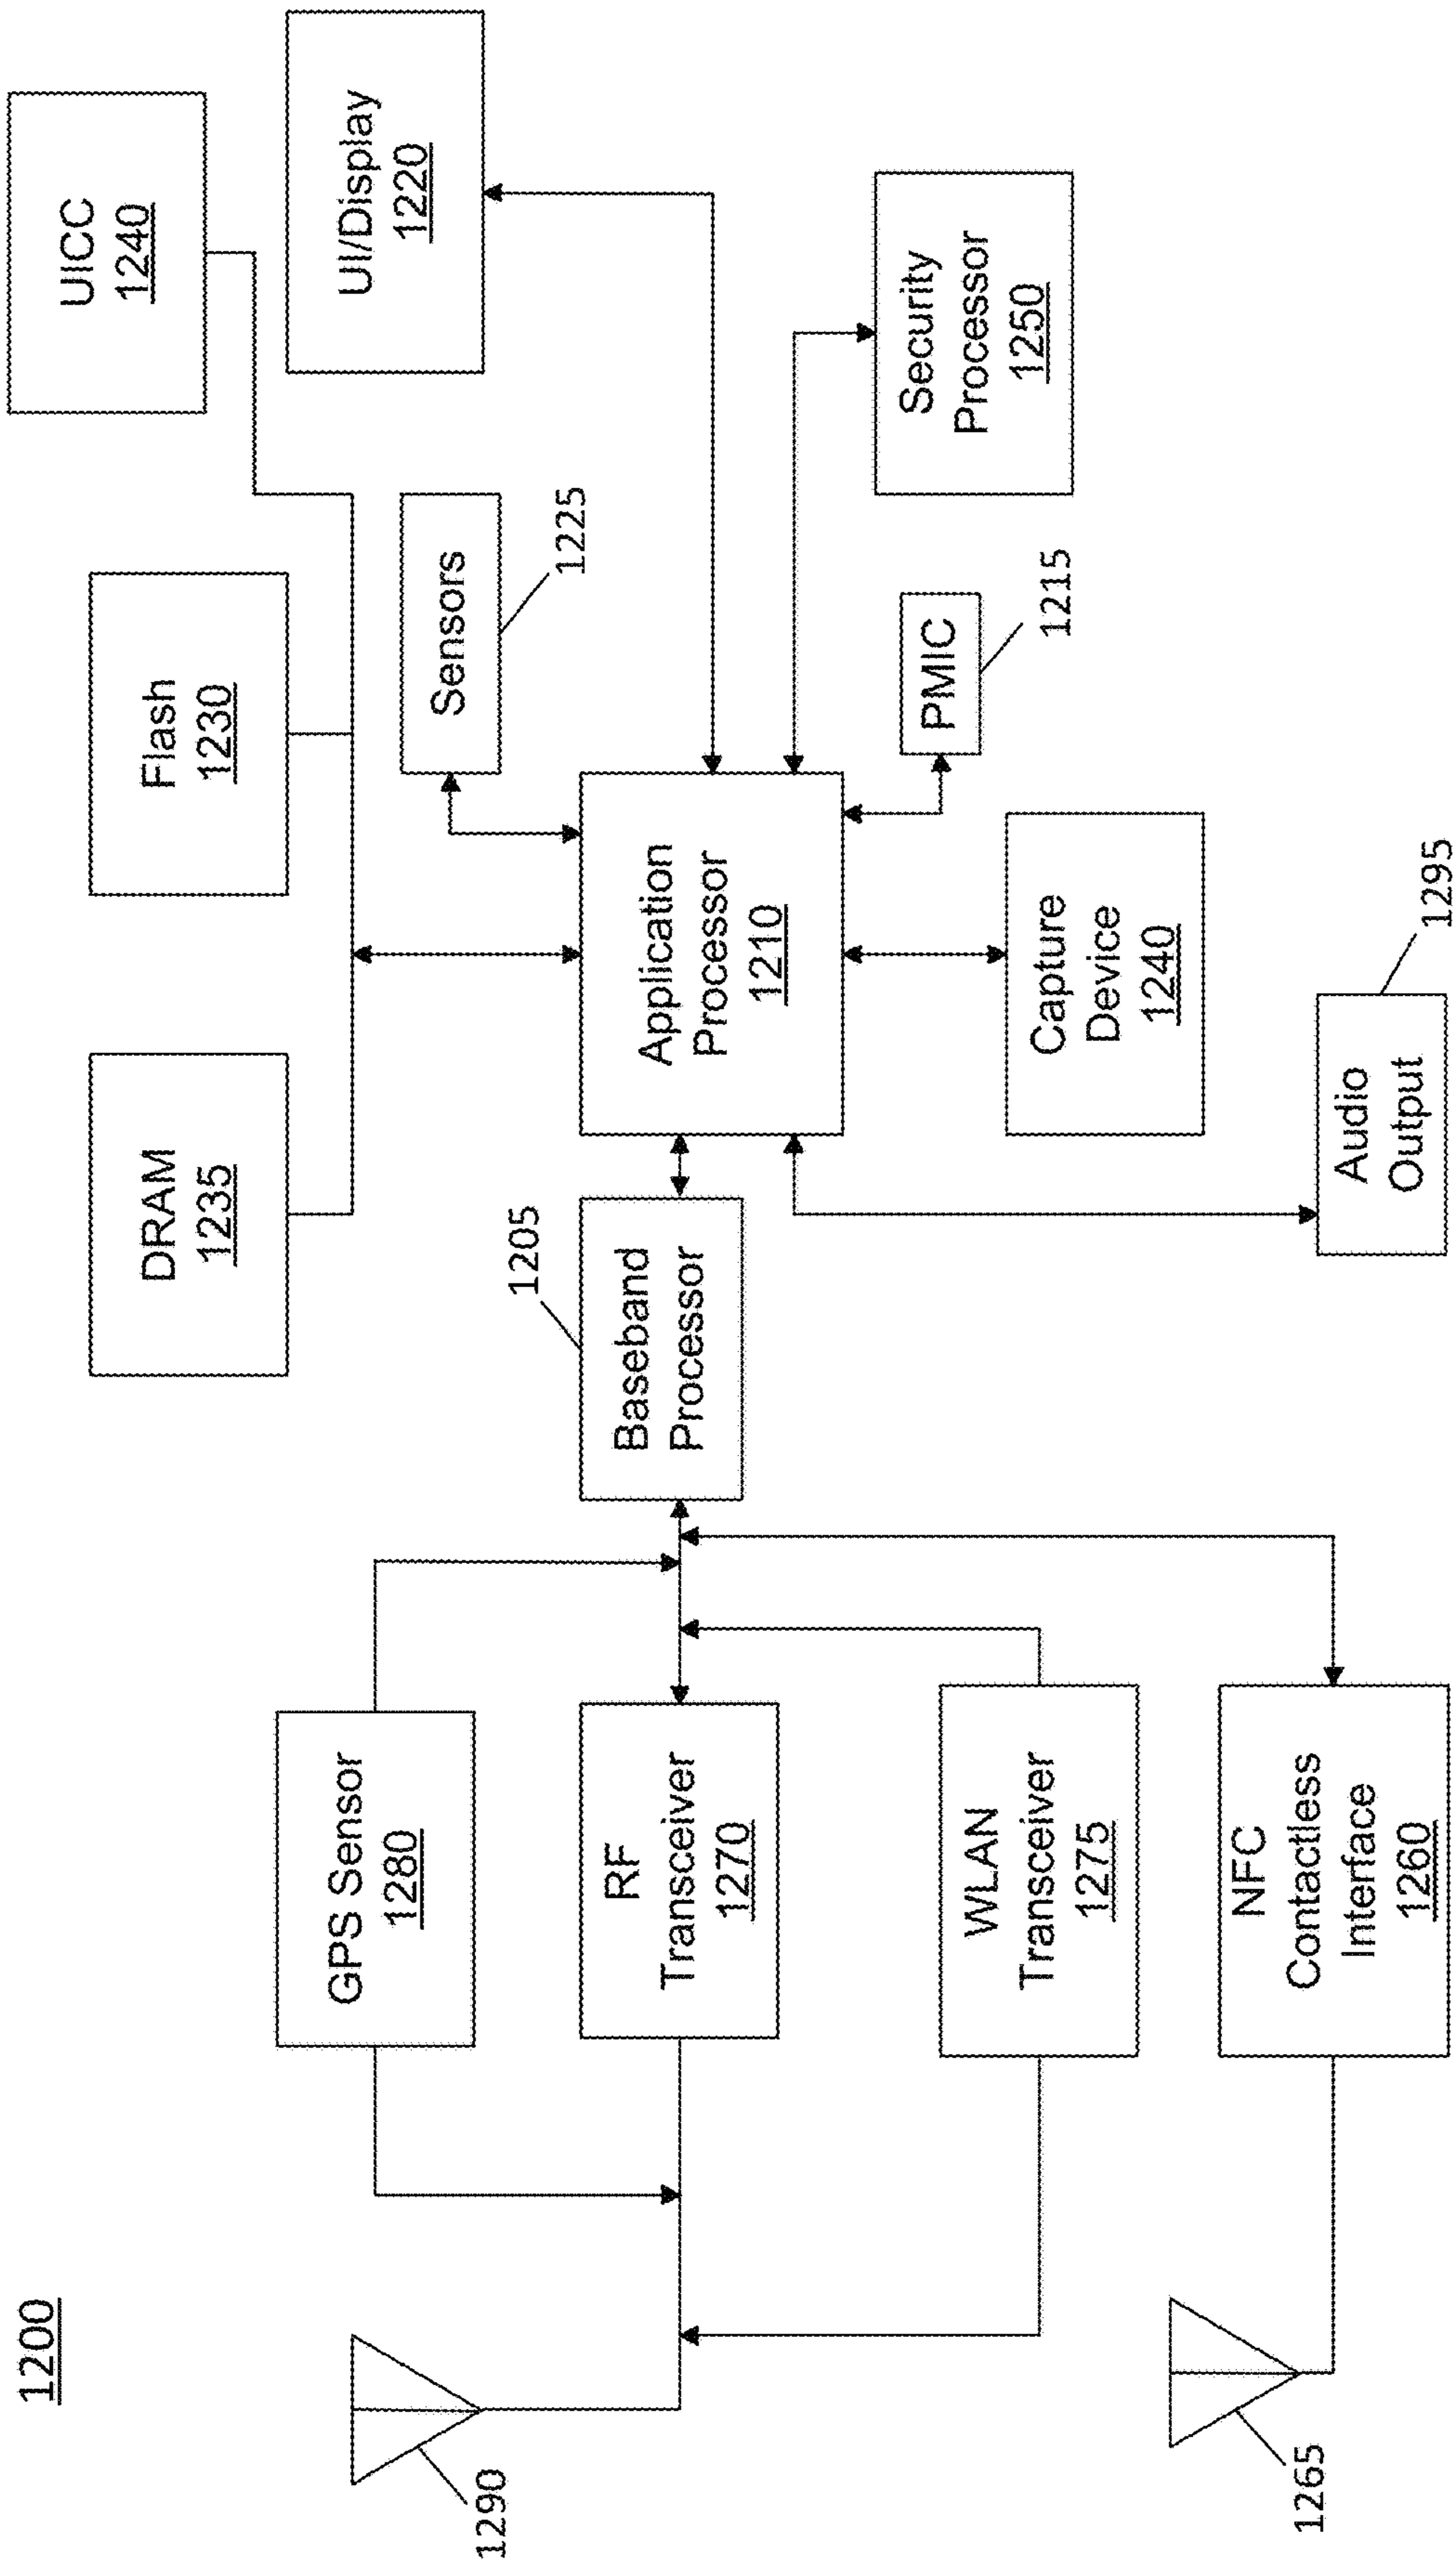 1200
UICC
1240
Flash
1230
DRAM
1235
UI/Display
1220
Sensors
1225
GPS Sensor
1280
1290
1205
Baseband
Processor
Application
Processor
1210
RF
Transceiver
1270
Security
Processor
1250
PMIC
1215
WLAN
Transceiver
1275
Capture
Device
1240
NFC
Contactless
Interface
1260
1265
Audio
Output
1295